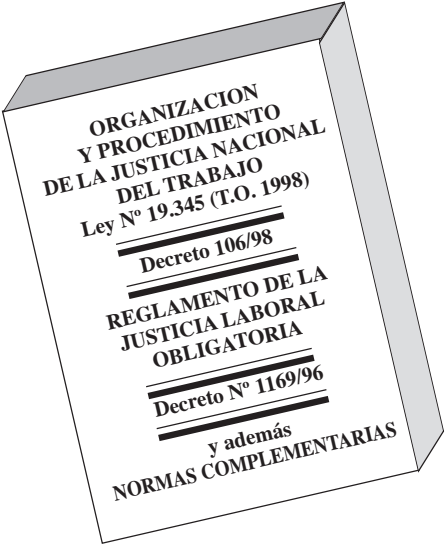 ORGANIZACION
Y PROCEDIMIENTO
DE LA JUSTICIA NACIONAL
DEL TRABAJO
Ley Nº 19.345 (T.O. 1998)
Decreto 106/98
REGLAMENTO DE LA
JUSTICIA LABORAL
OBLIGATORIA
Decreto Nº 1169/96
y además
NORMAS COMPLEMENTARIAS